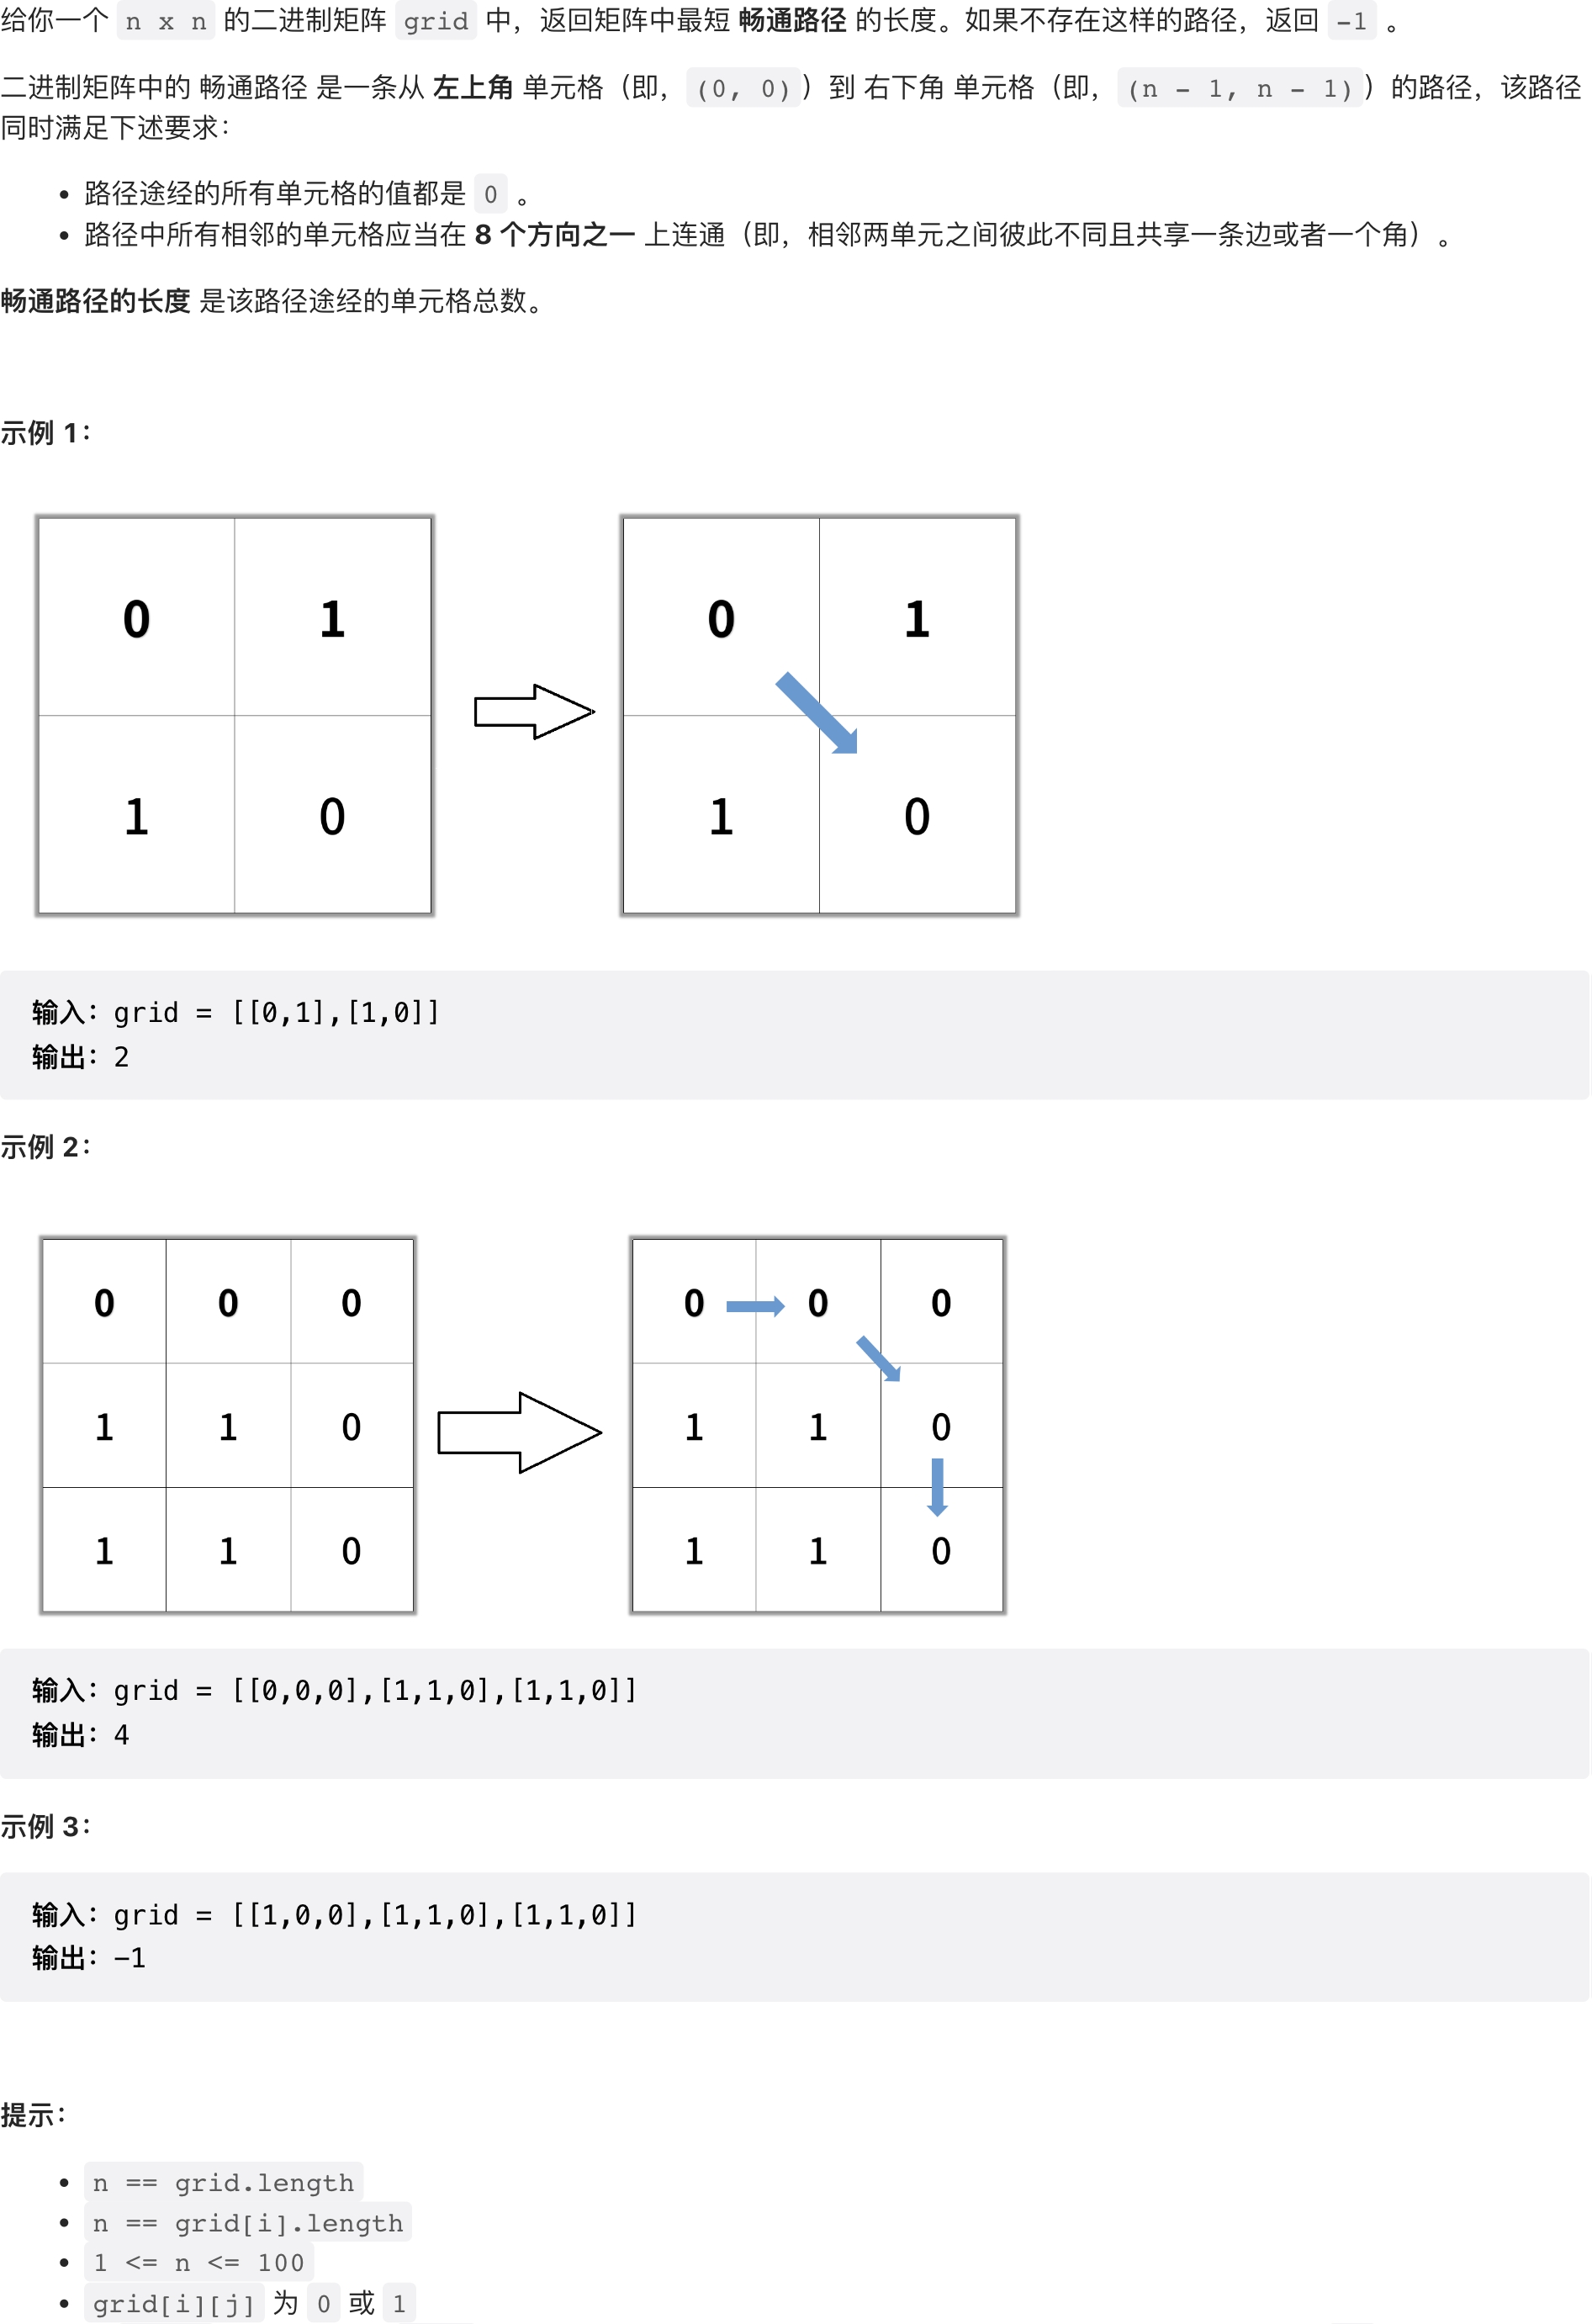 给你一个 n x n 的二进制矩阵 grid 中，返回矩阵中最短 畅通路径 的长度。如果不存在这样的路径，返回 -1 。
二进制矩阵中的 畅通路径 是一条从 左上角 单元格（即，(0, 0)）到 右下角 单元格（即，(n - 1, n - 1)）的路径，该路径
同时满足下述要求：
路径途经的所有单元格的值都是 0 。
路径中所有相邻的单元格应当在 8 个方向之一 上连通（即，相邻两单元之间彼此不同且共享一条边或者一个角）。
畅通路径的长度 是该路径途经的单元格总数。
示例 1：
0 1 0 1
1 0 1 0
输入：grid = [[0,1],[1,0]]
输出：2
示例 2：
0 0 0 0 0 0
1 1 0 1 1 0
1 1 0 1 1 0
输入：grid = [[0,0,0],[1,1,0],[1,1,0]]
输出：4
示例 3：
输入：grid = [[1,0,0],[1,1,0],[1,1,0]]
输出：-1
提示：
n == grid.length
n == grid[i].length
1 <= n <= 100
grid[i][j] 为 0 或 1